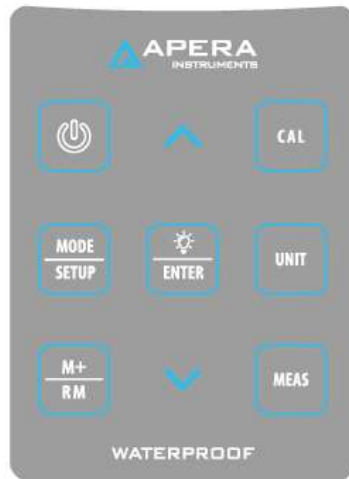 APERA
INSTRUMENTS
CAL
MODE
SETUP
ENTER
UNIT
M+
RM
MEAS
WATERPROOF